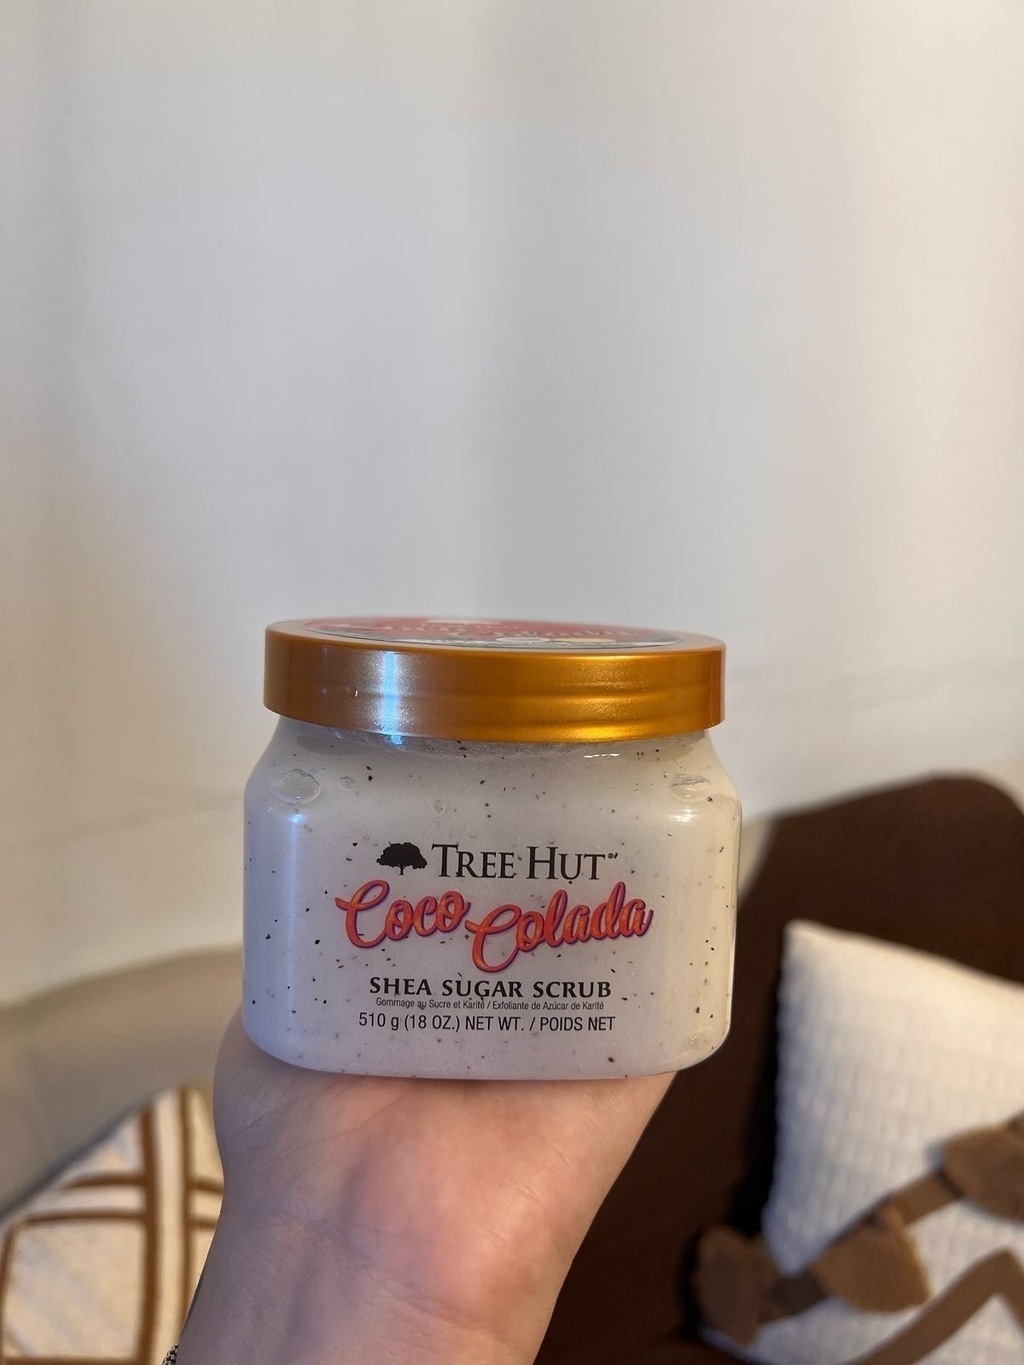 TREE HUT®
Coco Colada
SHEA SUGAR SCRUB
Gommage au Sucre et Karité / Exfoliante de Azúcar de Karité
510 g (18 OZ.) NET WT. / POIDS NET